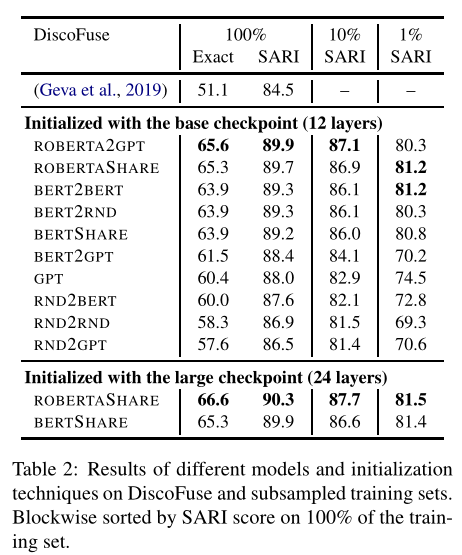 DiscoFuse 100% 10% 1%
Exact SARI SARI SARI
(Geva et al., 2019) 51.1 84.5 – –
Initialized with the base checkpoint (12 layers)
ROBERTA2GPT 65.6 89.9 87.1 80.3
ROBERTASHARE 65.3 89.7 86.9 81.2
BERT2BERT 63.9 89.3 86.1 81.2
BERT2RND 63.9 89.3 86.1 80.3
BERTSHARE 63.9 89.2 86.0 80.8
BERT2GPT 61.5 88.4 84.1 70.2
GPT 60.4 88.0 82.9 74.5
RND2BERT 60.0 87.6 82.1 72.8
RND2RND 58.3 86.9 81.5 69.3
RND2GPT 57.6 86.5 81.4 70.6
Initialized with the large checkpoint (24 layers)
ROBERTASHARE 66.6 90.3 87.7 81.5
BERTSHARE 65.3 89.9 86.6 81.4
Table 2: Results of different models and initialization
techniques on DiscoFuse and subsampled training sets.
Blockwise sorted by SARI score on 100% of the train-
ing set.